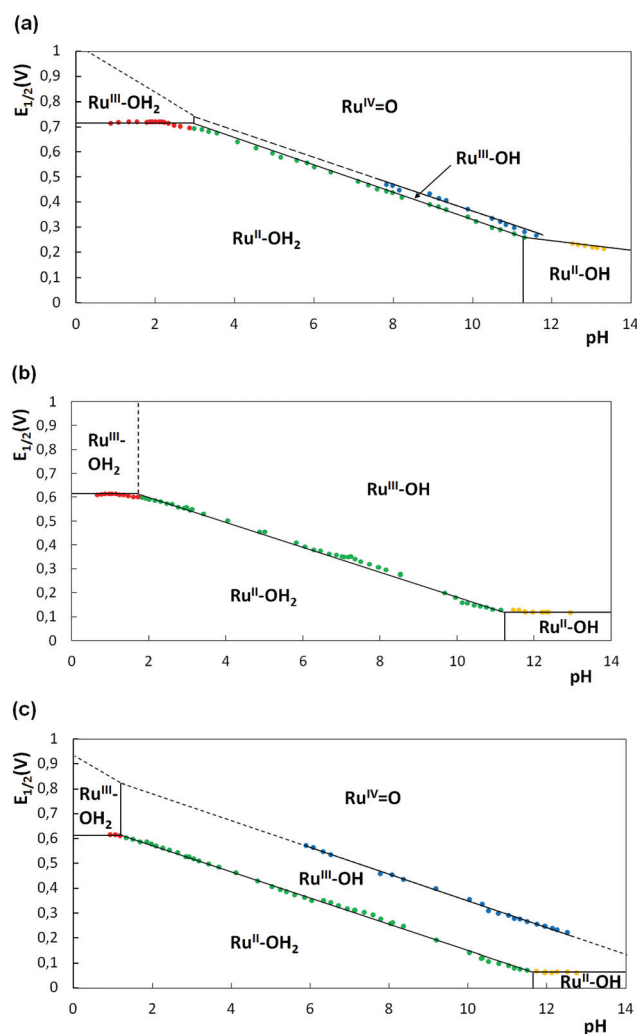 (a)
E1/2(V)
1
0,9
0,8
0,7
0,6
0,5
0,4
0,3
0,2
0,1
0
Ruᴵᴵᴵ-OH₂
Ruᴵⱽ=O
Ruᴵᴵᴵ-OH
Ruᴵᴵ-OH₂
Ruᴵᴵ-OH
0 2 4 6 8 10 12 14
pH
(b)
E1/2(V)
1
0,9
0,8
0,7
0,6
0,5
0,4
0,3
0,2
0,1
0
Ruᴵᴵᴵ-
OH₂
Ruᴵᴵᴵ-OH
Ruᴵᴵ-OH₂
Ruᴵᴵ-OH
0 2 4 6 8 10 12 14
pH
(c)
E1/2(V)
1
0,9
0,8
0,7
0,6
0,5
0,4
0,3
0,2
0,1
0
Ruᴵᴵᴵ-
OH₂
Ruᴵⱽ=O
Ruᴵᴵᴵ-OH
Ruᴵᴵ-OH₂
Ruᴵᴵ-OH
0 2 4 6 8 10 12 14
pH